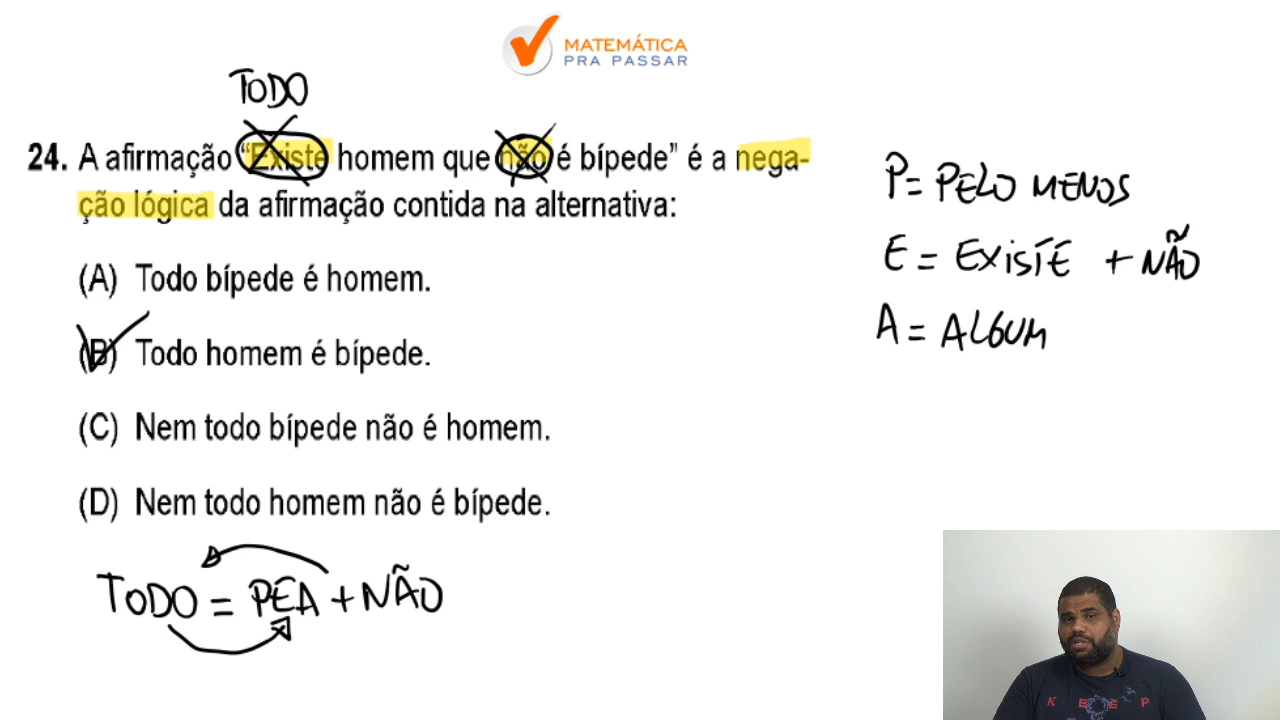 MATEMÁTICA
PRA PASSAR
TODO
24. A afirmação “Existe homem que não é bípede” é a nega-
ção lógica da afirmação contida na alternativa:
(A) Todo bípede é homem.
(B) Todo homem é bípede.
(C) Nem todo bípede não é homem.
(D) Nem todo homem não é bípede.
TODO = PEA + NÃO
P = PELO MENOS
E = EXISTE + NÃO
A = ALGUM
K E E P